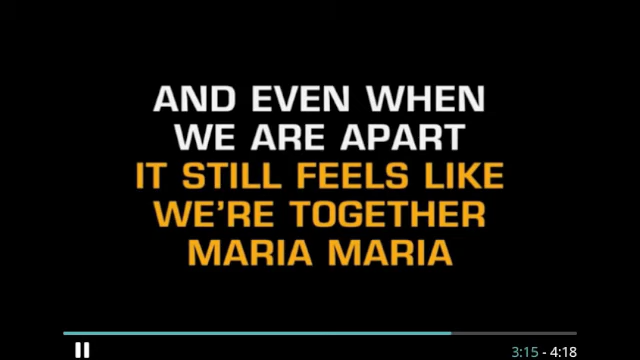 AND EVEN WHEN
WE ARE APART
IT STILL FEELS LIKE
WE'RE TOGETHER
MARIA MARIA
3:15 - 4:18